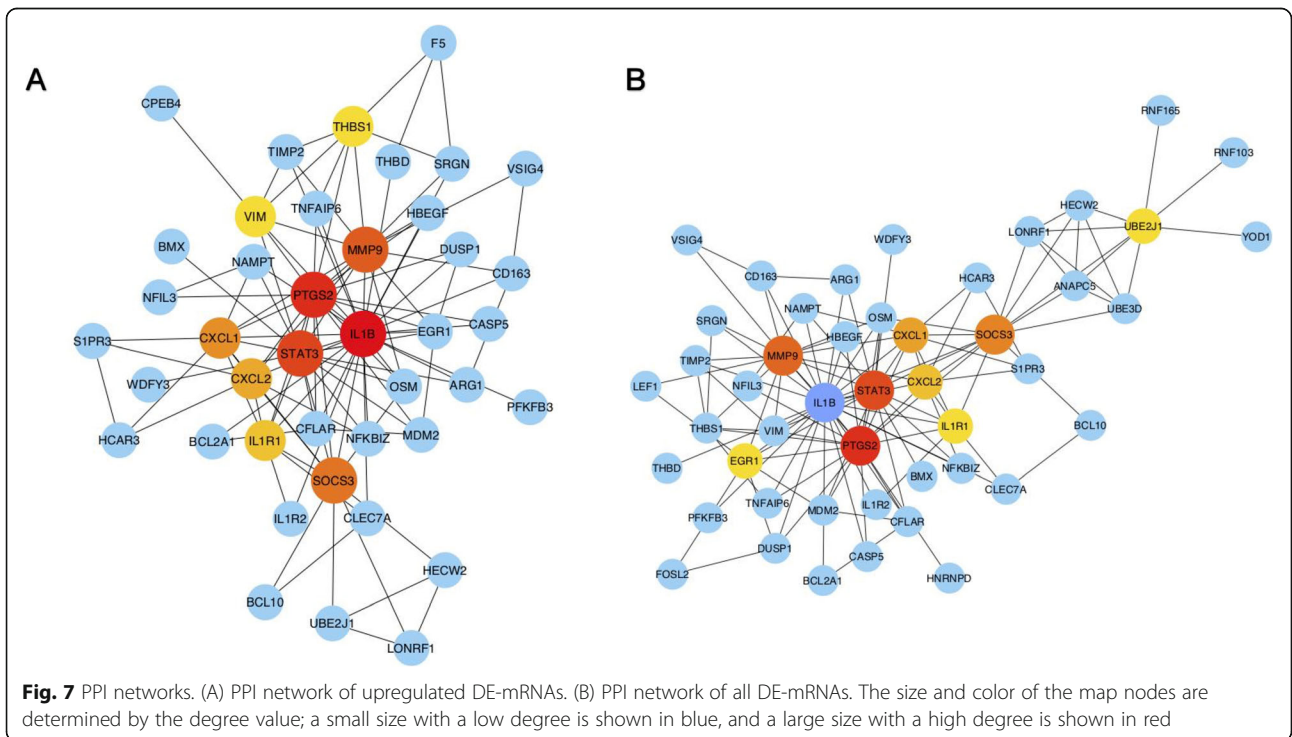 A
F5
CPEB4
THBS1
TIMP2
THBD
SRGN
VSIG4
VIM
TNFAIP6
HBEGF
BMX
NAMPT
MMP9
DUSP1
CD163
NFIL3
PTGS2
CASP5
CXCL1
IL1B
EGR1
S1PR3
STAT3
WDFY3
CXCL2
OSM
ARG1
PFKFB3
HCAR3
BCL2A1
IL1R1
CFLAR
NFKBIZ
MDM2
SOCS3
IL1R2
CLEC7A
HECW2
BCL10
UBE2J1
LONRF1
B
RNF165
RNF103
HECW2
UBE2J1
YOD1
LONRF1
VSIG4
WDFY3
CD163
ARG1
HCAR3
ANAPC5
UBE3D
NAMPT
OSM
SRGN
HBEGF
CXCL1
SOCS3
TIMP2
MMP9
S1PR3
LEF1
NFIL3
IL1B
STAT3
CXCL2
THBS1
VIM
PTGS2
IL1R1
BCL10
THBD
EGR1
BMX
NFKBIZ
CLEC7A
PFKFB3
TNFAIP6
MDM2
IL1R2
CFLAR
DUSP1
CASP5
FOSL2
BCL2A1
HNRNPD
Fig. 7 PPI networks. (A) PPI network of upregulated DE-mRNAs. (B) PPI network of all DE-mRNAs. The size and color of the map nodes are
determined by the degree value; a small size with a low degree is shown in blue, and a large size with a high degree is shown in red